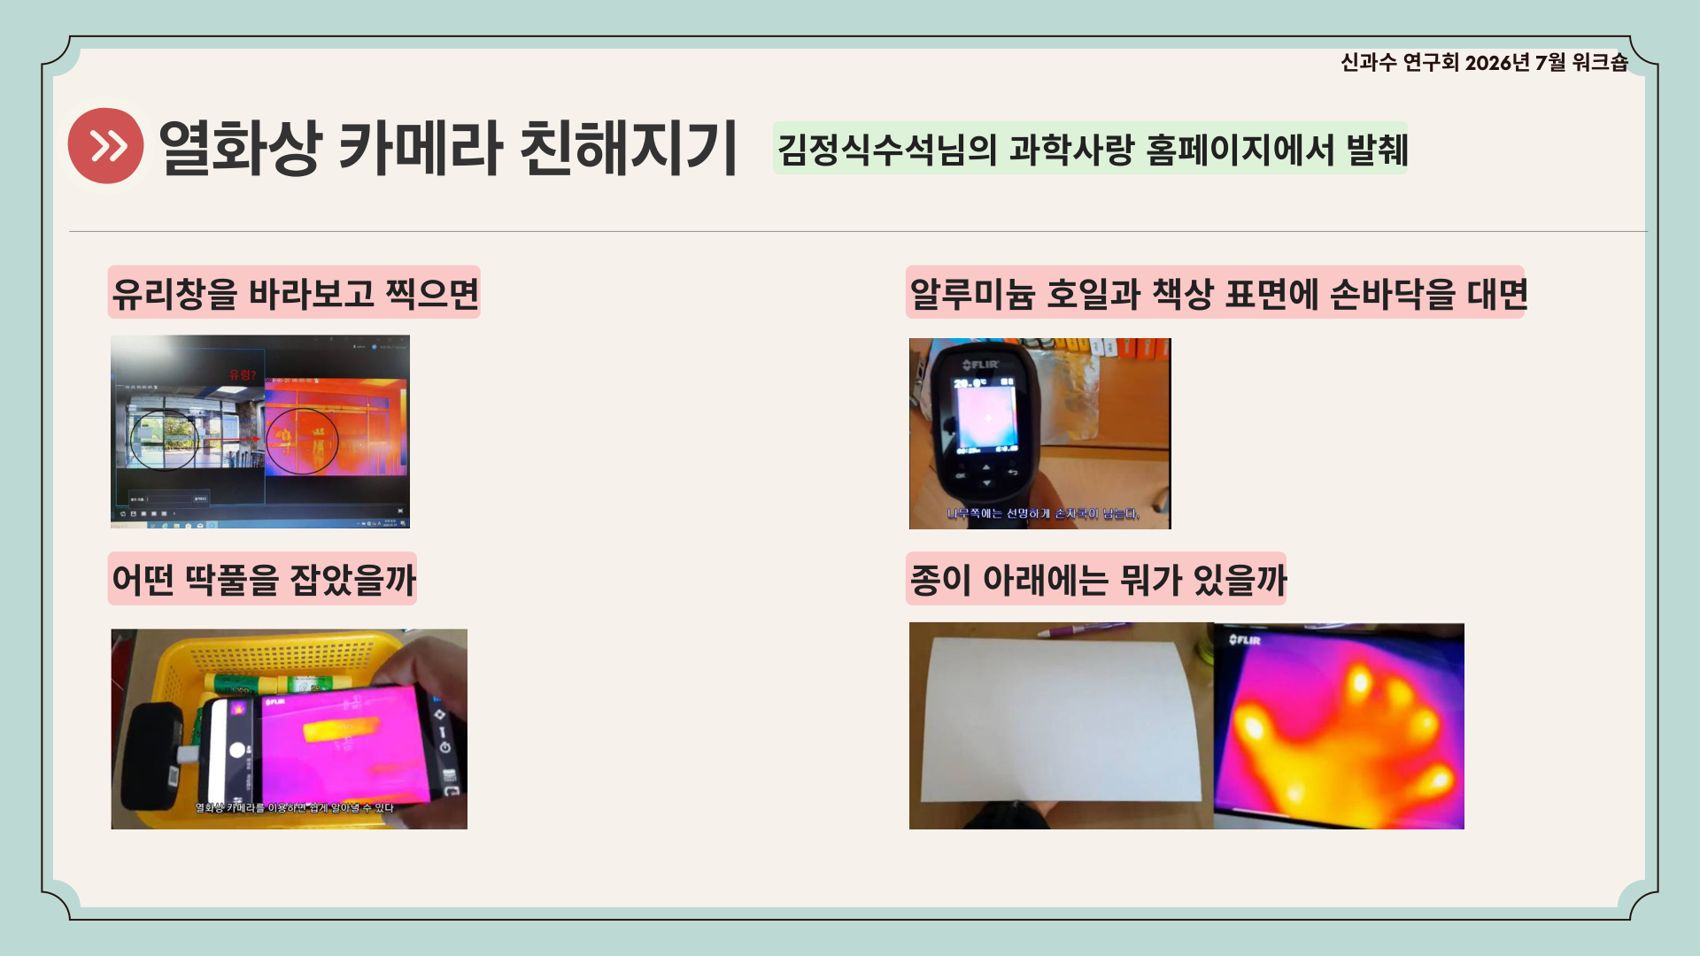 신과수 연구회 2026년 7월 워크숍
열화상 카메라 친해지기
김정식수석님의 과학사랑 홈페이지에서 발췌
유리창을 바라보고 찍으면
유령?
알루미늄 호일과 책상 표면에 손바닥을 대면
FLIR
나무쪽에는 선명하게 손자국이 남는다.
어떤 딱풀을 잡았을까
FLIR
열화상 카메라를 이용하면 쉽게 알아낼 수 있다
종이 아래에는 뭐가 있을까
FLIR